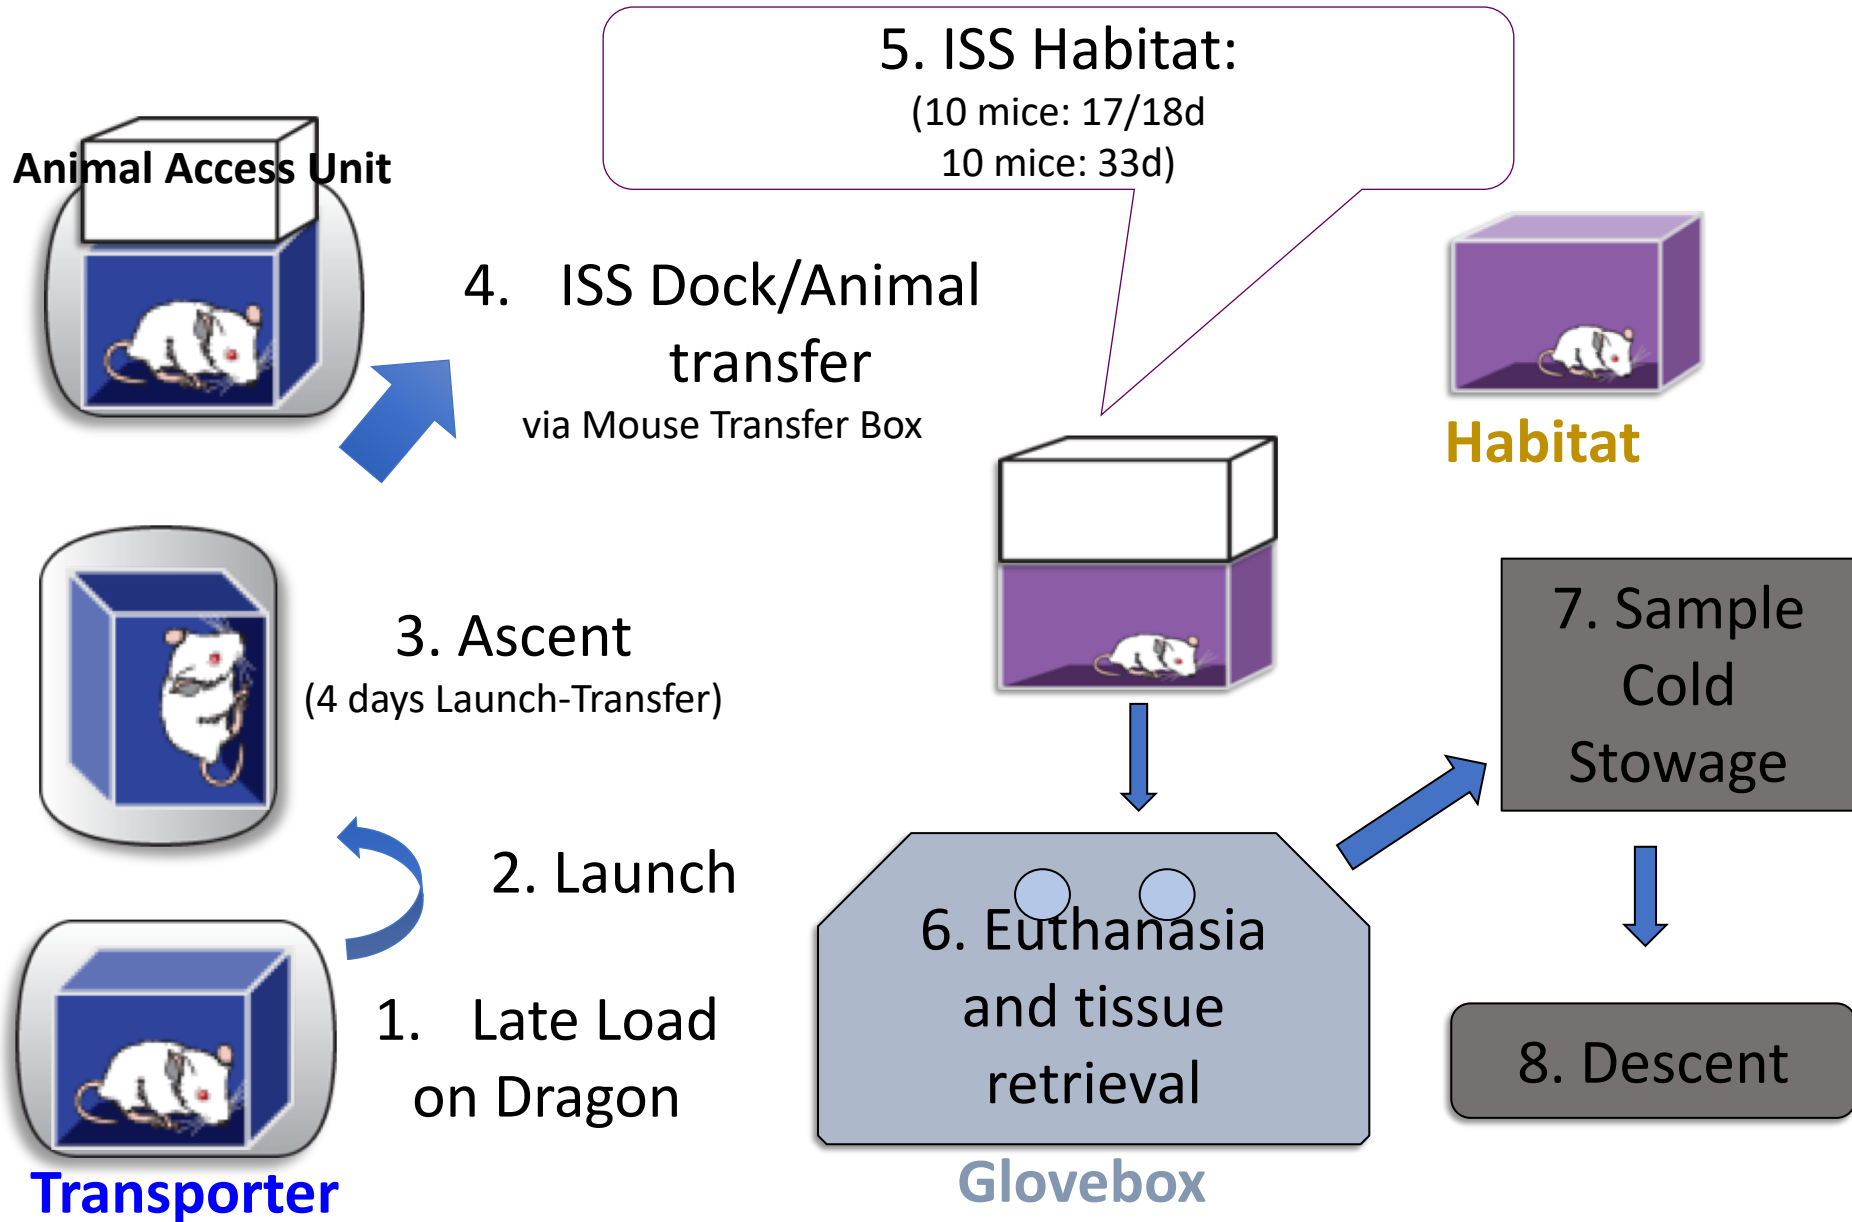 5. ISS Habitat:
(10 mice: 17/18d
10 mice: 33d)
Animal Access Unit
4. ISS Dock/Animal
transfer
via Mouse Transfer Box
Habitat
3. Ascent
(4 days Launch-Transfer)
7. Sample
Cold
Stowage
2. Launch
6. Euthanasia
and tissue
retrieval
1. Late Load
on Dragon
8. Descent
Transporter
Glovebox